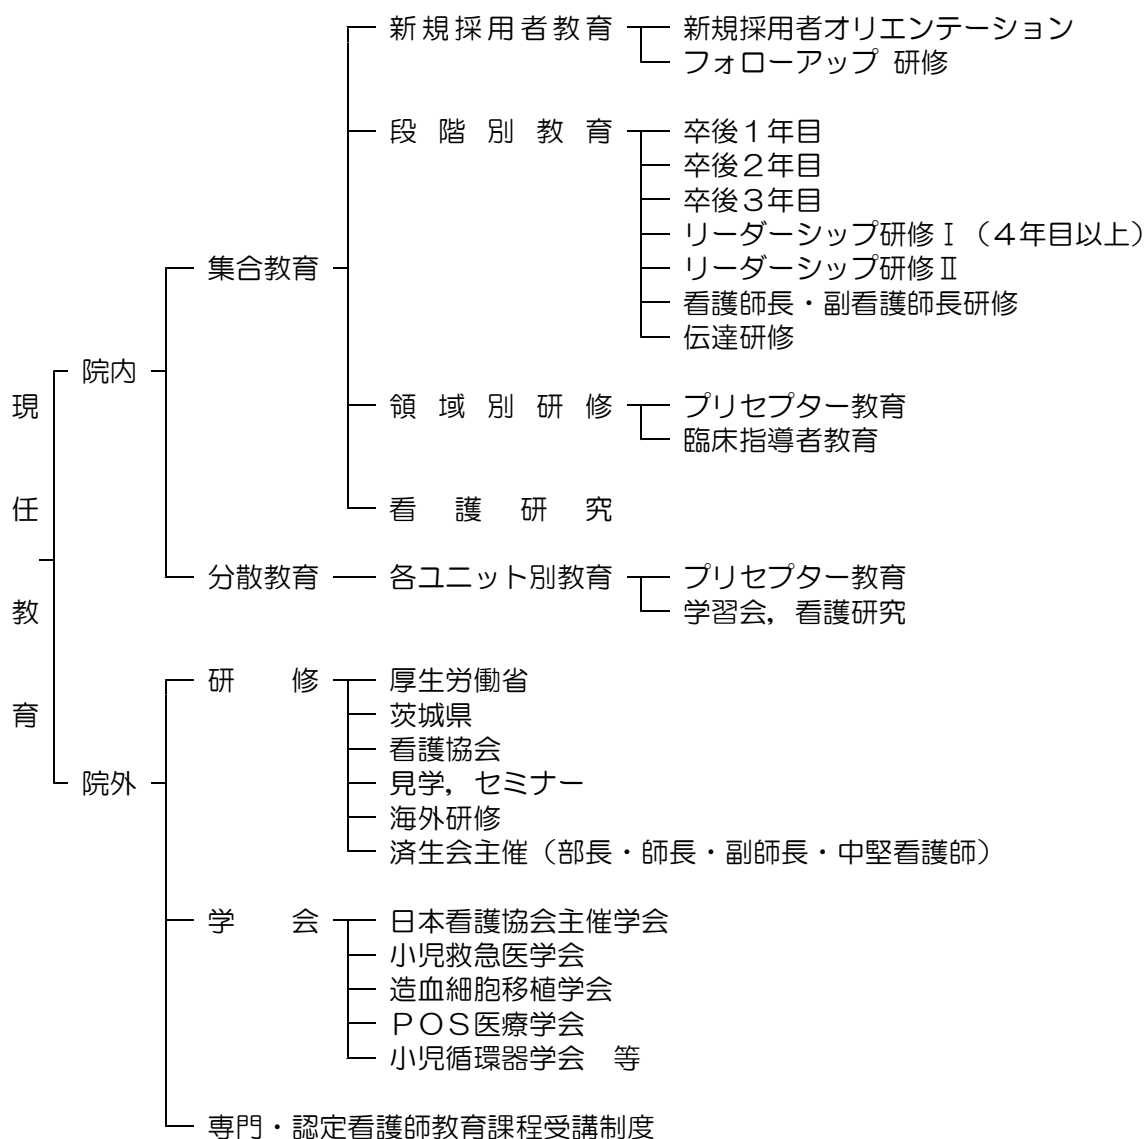 現任教育
院内
集合教育
新規採用者教育
新規採用者オリエンテーション
フォローアップ 研修
段階別教育
卒後１年目
卒後２年目
卒後３年目
リーダーシップ研修Ⅰ（４年目以上）
リーダーシップ研修Ⅱ
看護師長・副看護師長研修
伝達研修
領域別研修
プリセプター教育
臨床指導者教育
看護研究
分散教育
各ユニット別教育
プリセプター教育
学習会，看護研究
院外
研修
厚生労働省
茨城県
看護協会
見学，セミナー
海外研修
済生会主催（部長・師長・副師長・中堅看護師）
学会
日本看護協会主催学会
小児救急医学会
造血細胞移植学会
ＰＯＳ医療学会
小児循環器学会　等
専門・認定看護師教育課程受講制度